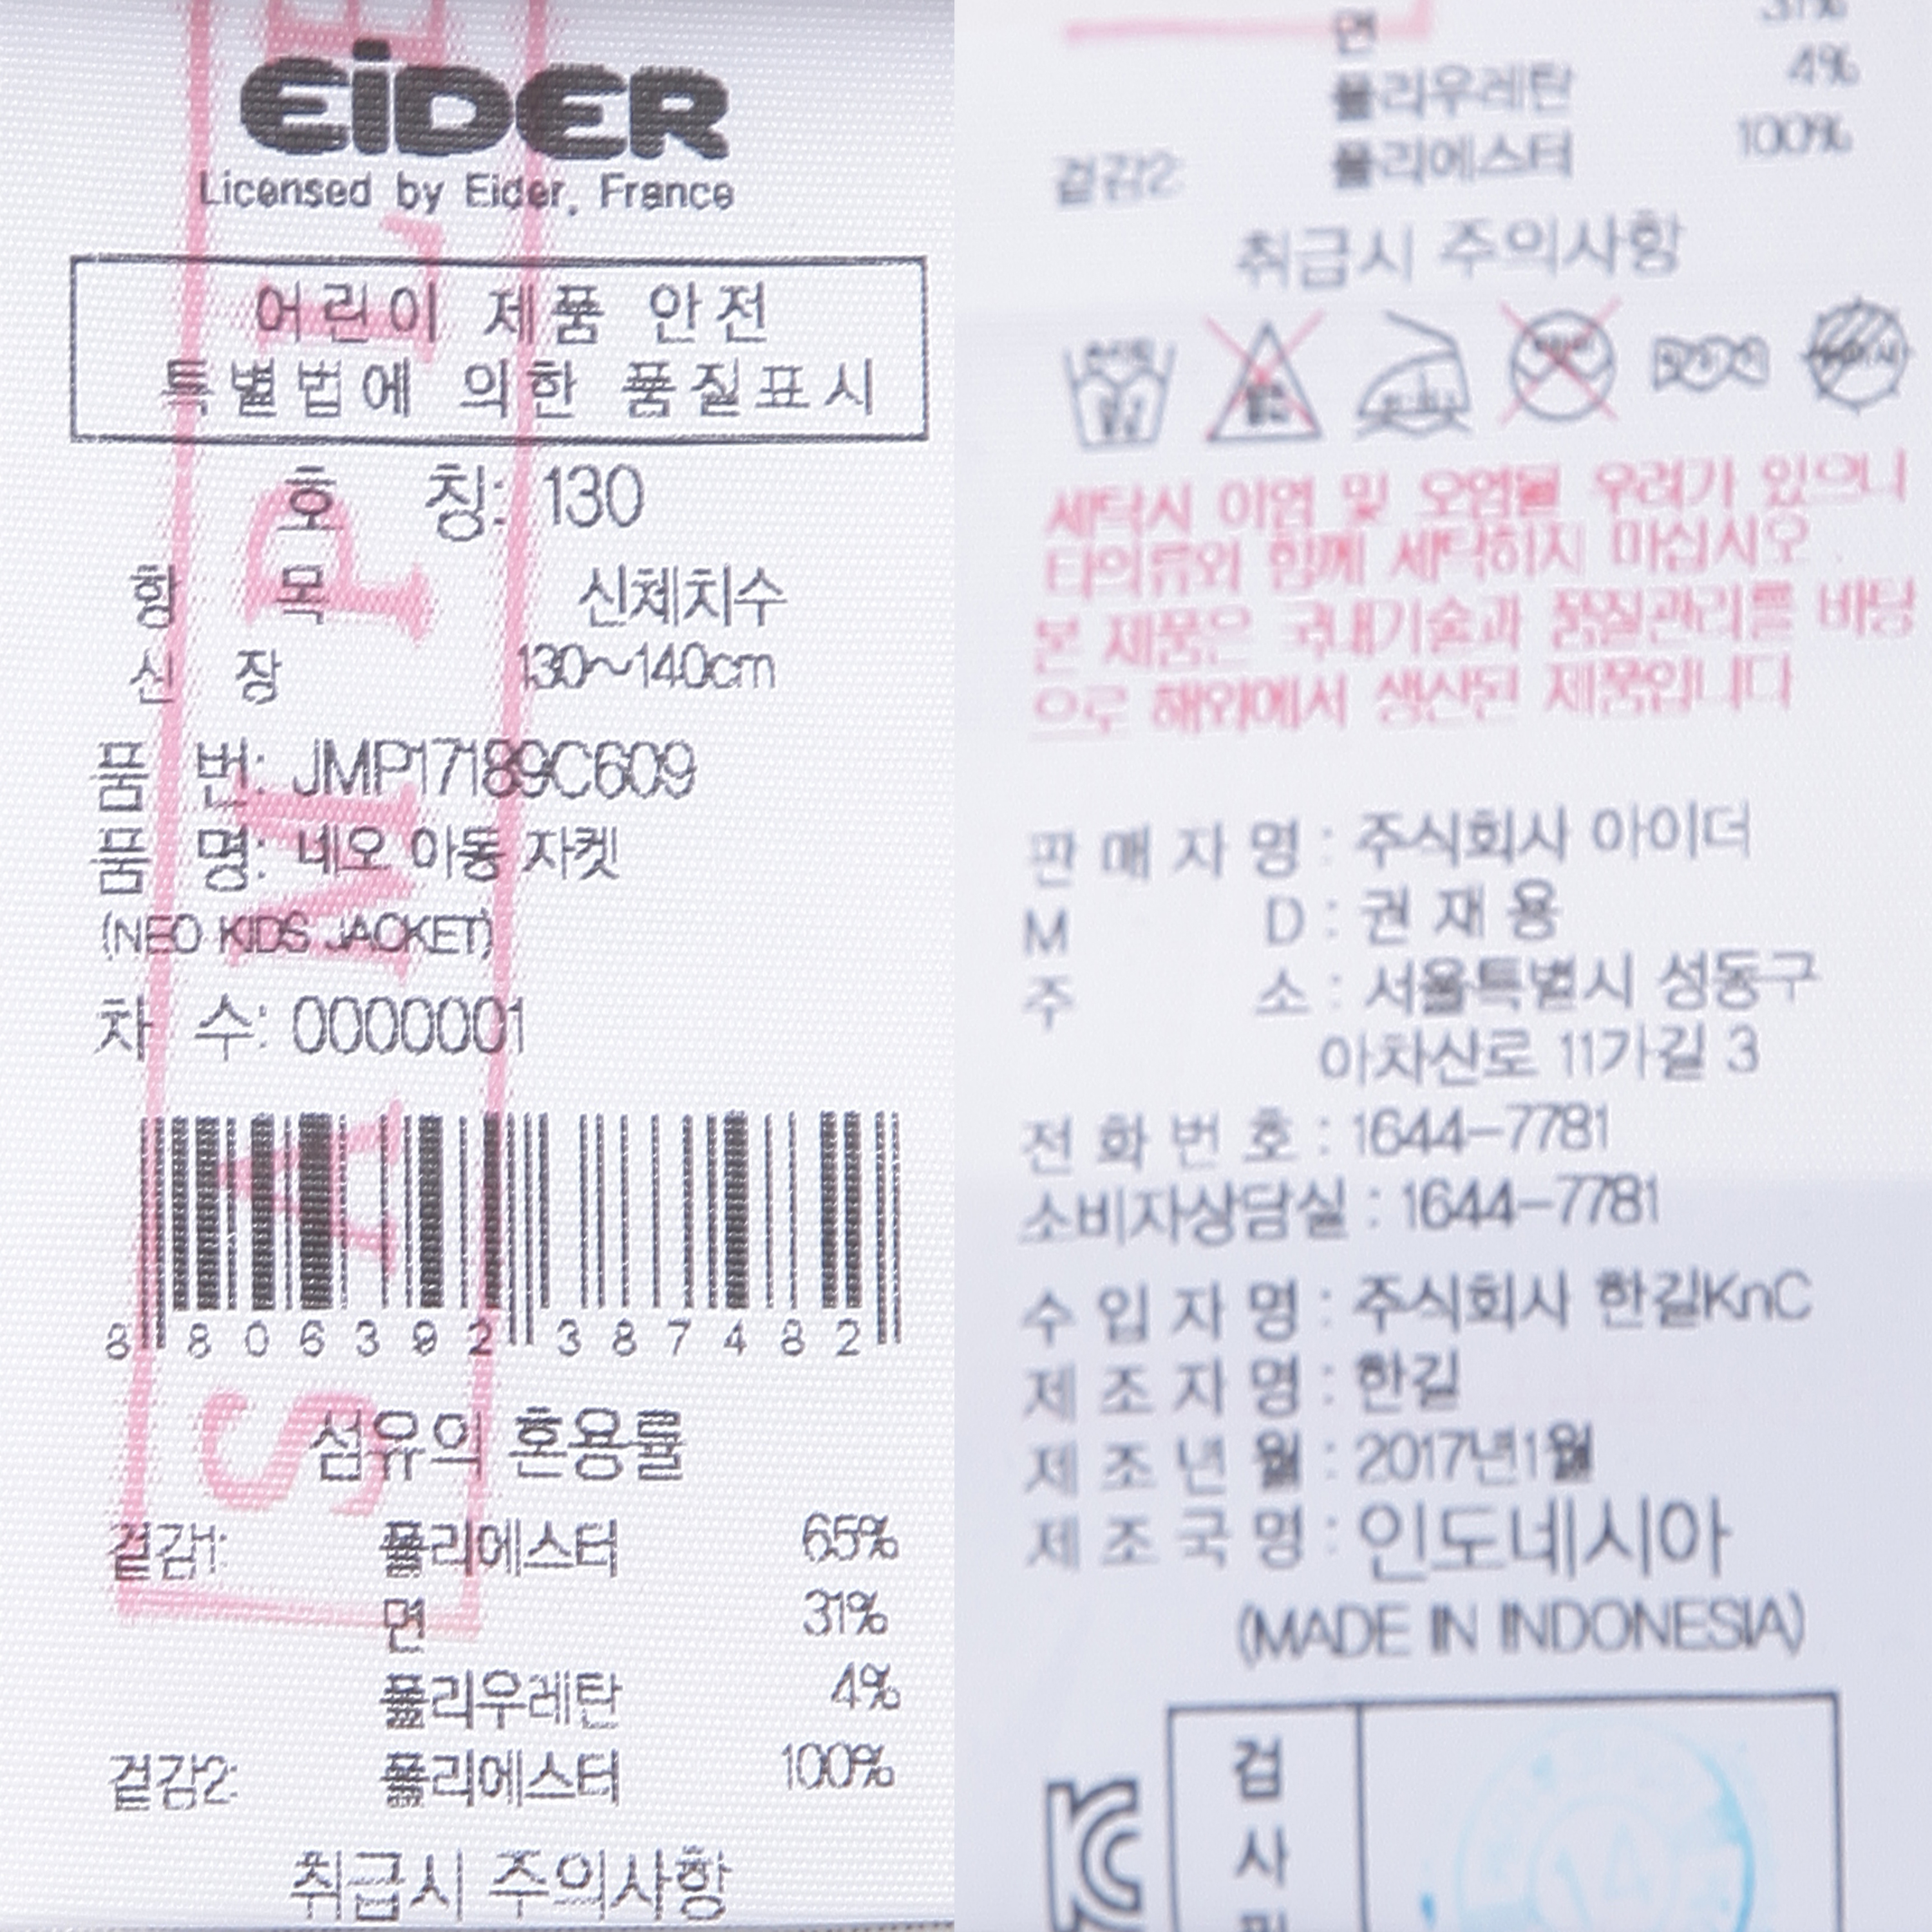 EiDER
Licensed by Eider, France
어린이 제품 안전
특별법에 의한 품질표시
호 칭: 130
항 목 신체치수
신 장 130~140cm
품 번: JMP17189C609
품 명: 네오 아동 자켓
(NEO KIDS JACKET)
차 수: 0000001
8 806392 387482
섬유의 혼용률
겉감1: 폴리에스터 65%
면 31%
폴리우레탄 4%
겉감2: 폴리에스터 100%
취급시 주의사항
SAMPLE
면 31%
폴리우레탄 4%
겉감2: 폴리에스터 100%
취급시 주의사항
세탁시 이염 및 오염될 우려가 있으니
타의류와 함께 세탁하지 마십시오.
본 제품은 국내기술과 품질관리를 바탕
으로 해외에서 생산된 제품입니다
판 매 자 명 : 주식회사 아이더
M D : 권 재 용
주 소 : 서울특별시 성동구
아차산로 11가길 3
전 화 번 호 : 1644-7781
소비자상담실 : 1644-7781
수 입 자 명 : 주식회사 한길KnC
제 조 자 명 : 한길
제 조 년 월 : 2017년1월
제 조 국 명 : 인도네시아
(MADE IN INDONESIA)
KC
검
사